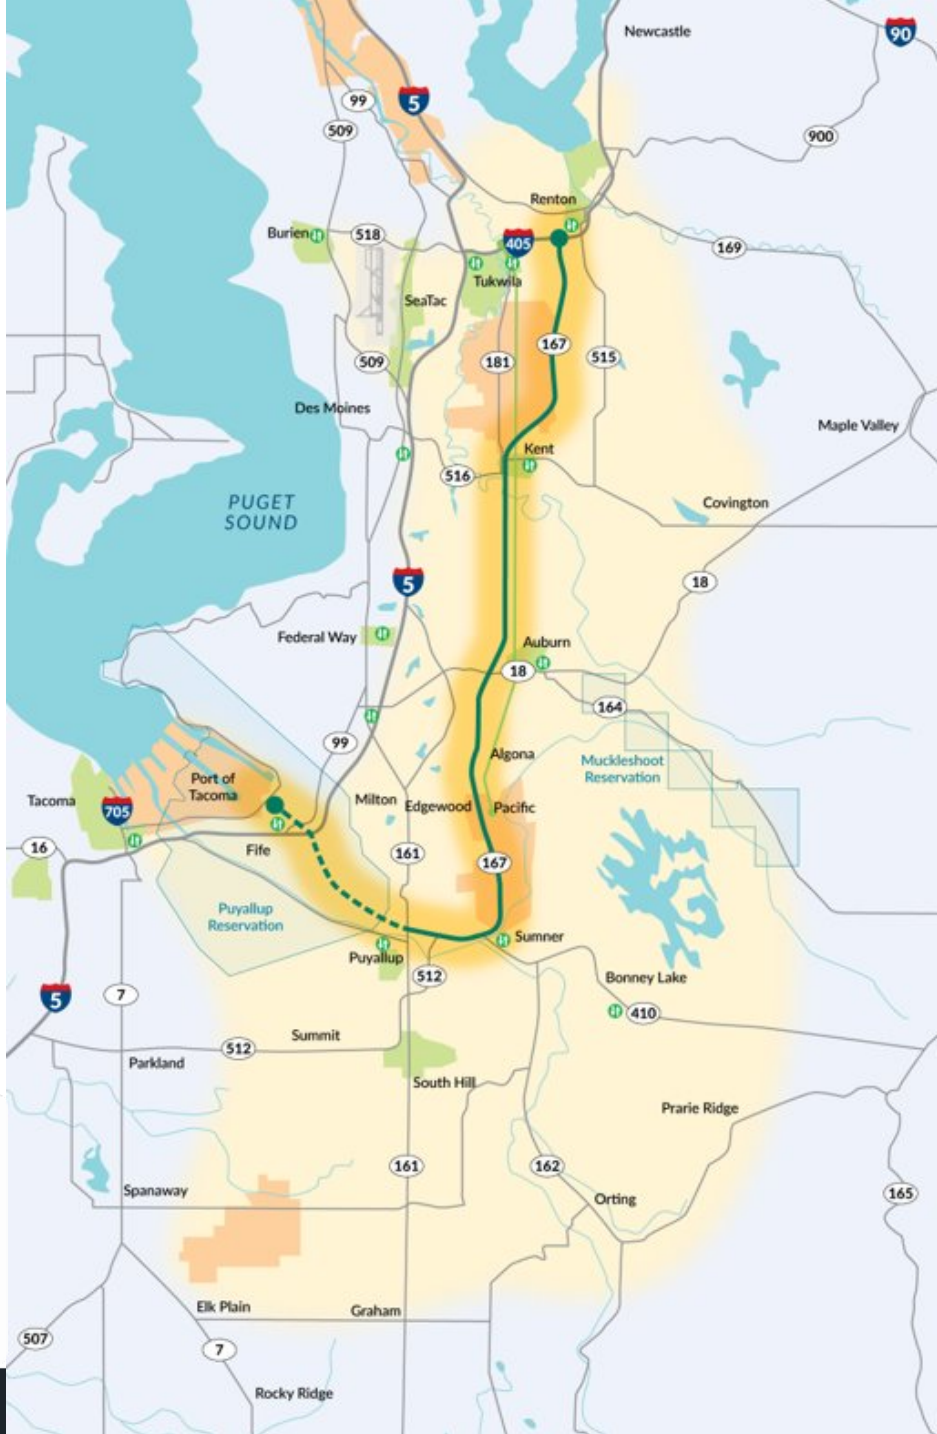 Newcastle
90
5
99
509
900
Renton
Burien
518
405
169
Tukwila
SeaTac
167
181
515
509
Des Moines
Maple Valley
Kent
516
Covington
PUGET
SOUND
5
18
Federal Way
Auburn
18
164
99
Algona
Muckleshoot
Reservation
Port of
Tacoma
Tacoma
705
Milton
Edgewood
Pacific
16
Fife
161
167
Puyallup
Reservation
Sumner
Puyallup
512
Bonney Lake
5
7
410
Summit
512
Parkland
South Hill
Prarie Ridge
161
162
Spanaway
Orting
165
Elk Plain
Graham
507
7
Rocky Ridge